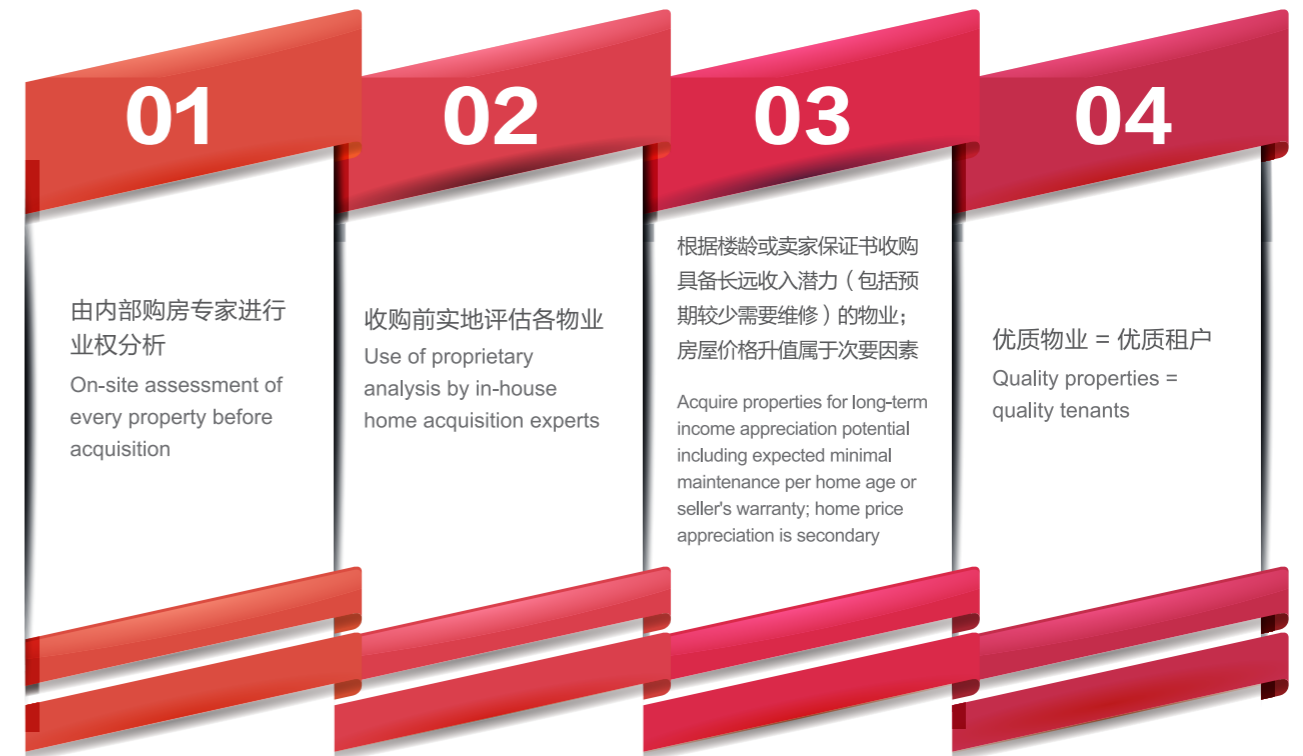 01
由内部购房专家进行
业权分析
On-site assessment of
every property before
acquisition
02
收购前实地评估各物业
Use of proprietary
analysis by in-house
home acquisition experts
03
根据楼龄或卖家保证书收购
具备长远收入潜力（包括预
期较少需要维修）的物业；
房屋价格升值属于次要因素
Acquire properties for long-term
income appreciation potential
including expected minimal
maintenance per home age or
seller's warranty; home price
appreciation is secondary
04
优质物业 = 优质租户
Quality properties =
quality tenants